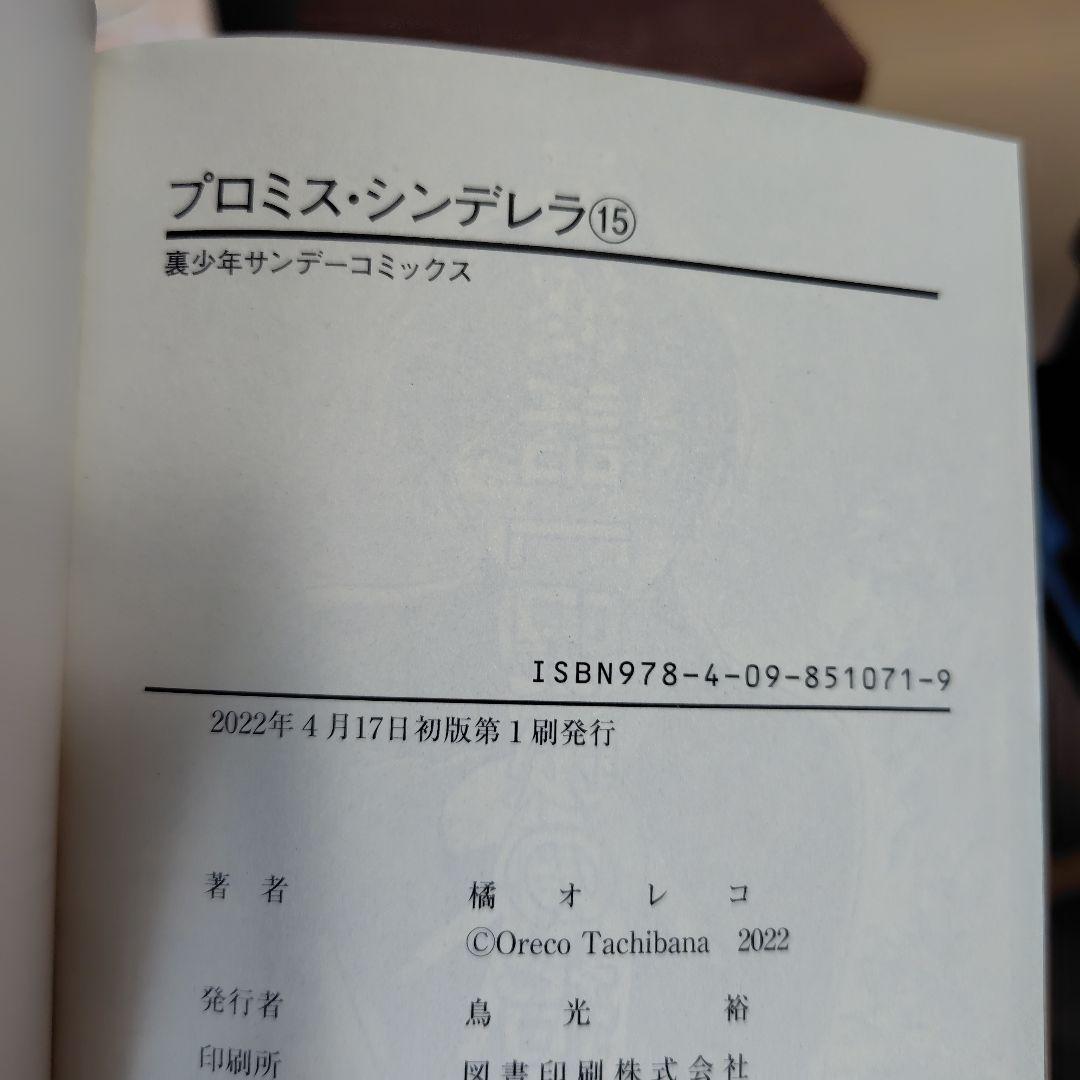 プロミス・シンデレラ⑮
裏少年サンデーコミックス
ISBN978-4-09-851071-9
2022年4月17日初版第1刷発行
著者 橘オレコ
©Oreco Tachibana 2022
発行者 鳥光裕
印刷所 図書印刷株式会社